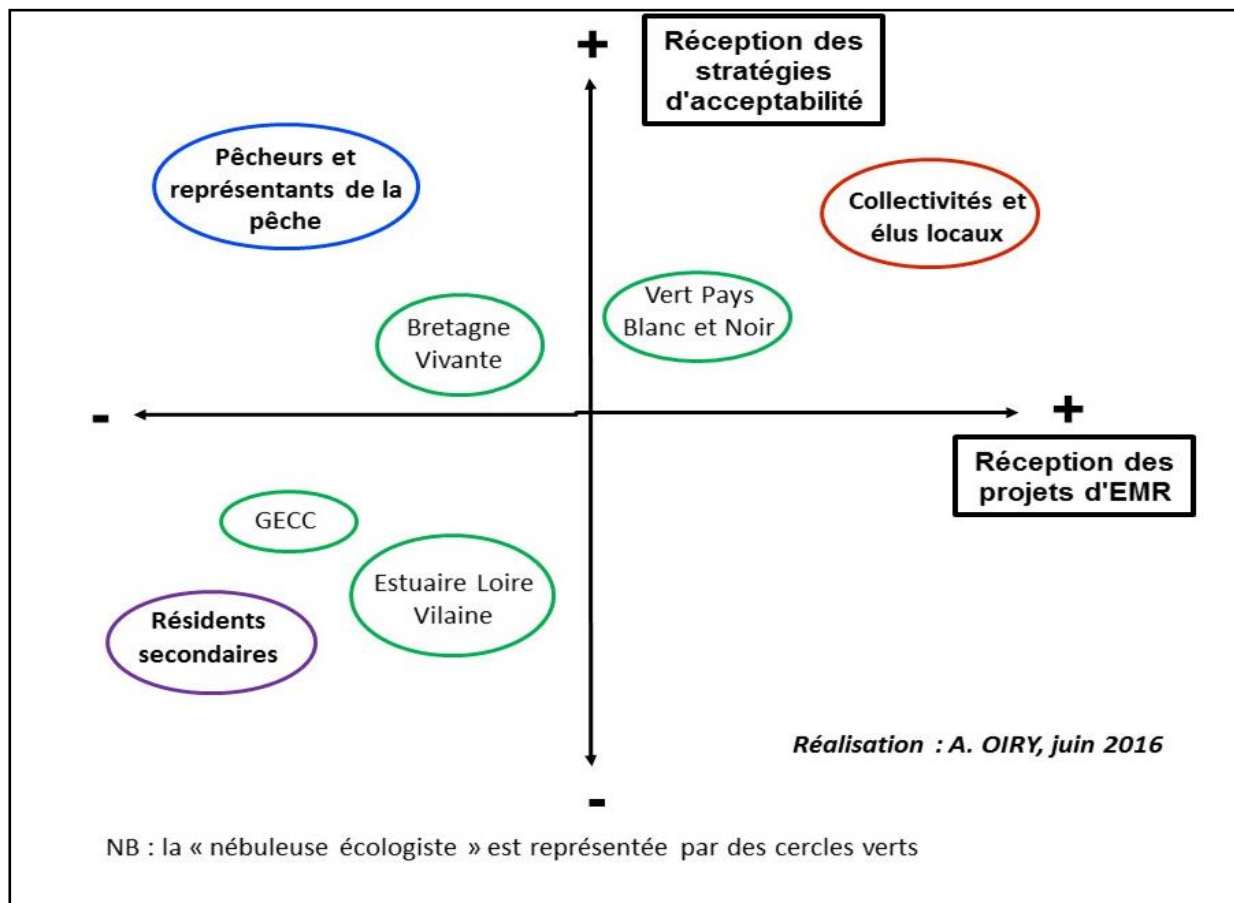 +
Réception des
stratégies
d'acceptabilité
Pêcheurs et
représentants de la
pêche
Collectivités et
élus locaux
Vert Pays
Blanc et Noir
Bretagne
Vivante
-
+
Réception des
projets d'EMR
GECC
Estuaire Loire
Vilaine
Résidents
secondaires
Réalisation : A. OIRY, juin 2016
-
NB : la « nébuleuse écologiste » est représentée par des cercles verts